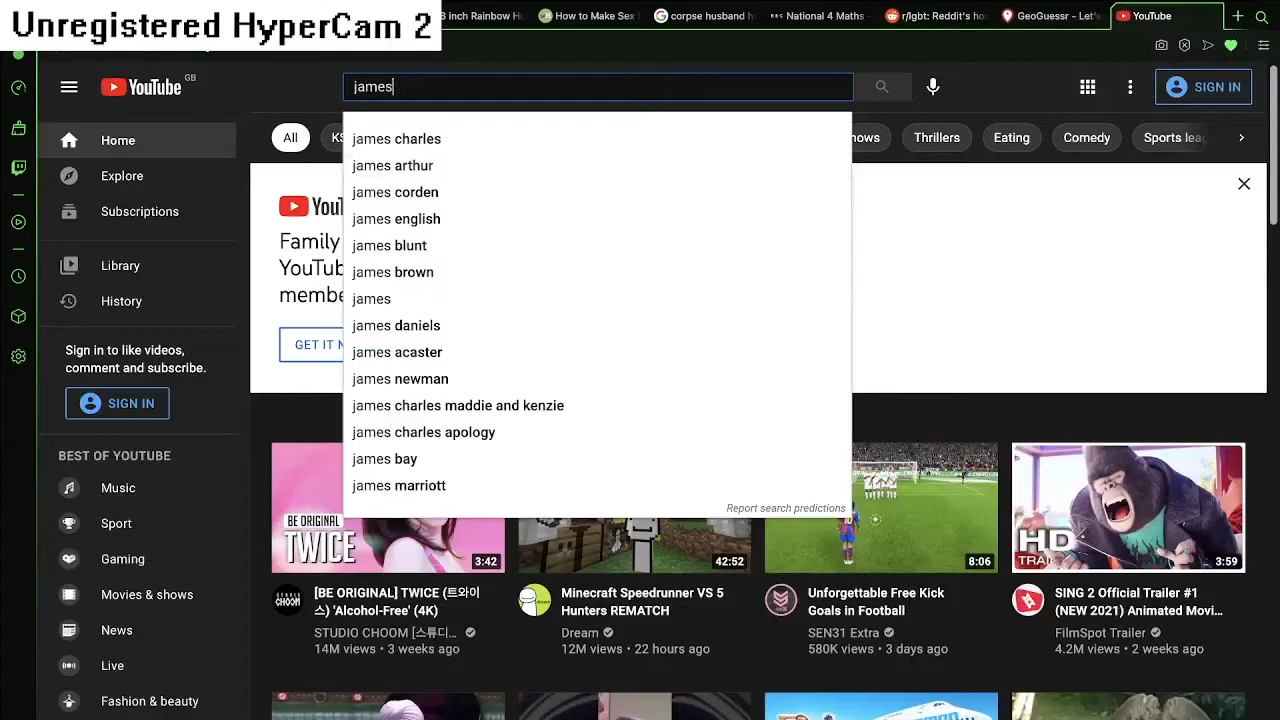 Unregistered HyperCam 2
3 inch Rainbow Hu
How to Make Sex
corpse husband h
BBC National 4 Maths -
r/lgbt: Reddit's ho
GeoGuessr - Let's
YouTube
YouTube GB
james
SIGN IN
Home
Explore
Subscriptions
Library
History
Sign in to like videos,
comment and subscribe.
SIGN IN
BEST OF YOUTUBE
Music
Sport
Gaming
Movies & shows
News
Live
Fashion & beauty
All
KS
hows
Thrillers
Eating
Comedy
Sports leag
james charles
james arthur
james corden
james english
james blunt
james brown
james
james daniels
james acaster
james newman
james charles maddie and kenzie
james charles apology
james bay
james marriott
Report search predictions
You
Family
YouTub
membe
GET IT N
BE ORIGINAL
TWICE
3:42
42:52
8:06
HD
TRAI
3:59
STUDIO
CHOOM
[BE ORIGINAL] TWICE (트와이
스) 'Alcohol-Free' (4K)
STUDIO CHOOM [스튜디...
14M views • 3 weeks ago
Minecraft Speedrunner VS 5
Hunters REMATCH
Dream
12M views • 22 hours ago
Unforgettable Free Kick
Goals in Football
SEN31 Extra
580K views • 3 days ago
SING 2 Official Trailer #1
(NEW 2021) Animated Movi...
FilmSpot Trailer
4.2M views • 2 weeks ago